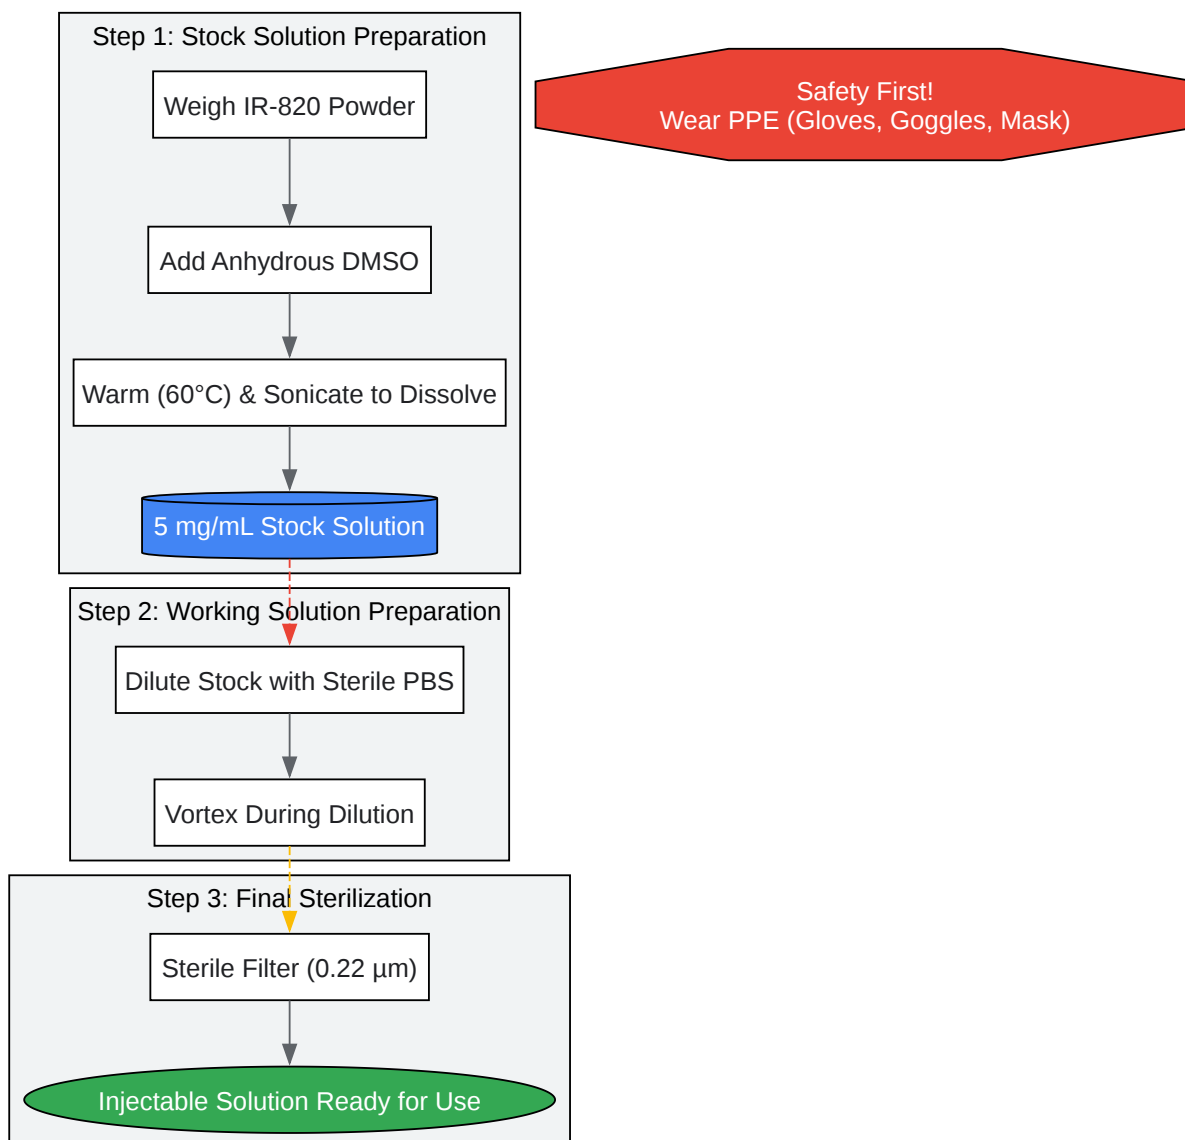 Step 1: Stock Solution Preparation
Weigh IR-820 Powder
Safety First!
Wear PPE (Gloves, Goggles, Mask)
Add Anhydrous DMSO
Warm (60°C) & Sonicate to Dissolve
5 mg/mL Stock Solution
Step 2: Working Solution Preparation
Dilute Stock with Sterile PBS
Vortex During Dilution
Step 3: Final Sterilization
Sterile Filter (0.22 µm)
Injectable Solution Ready for Use